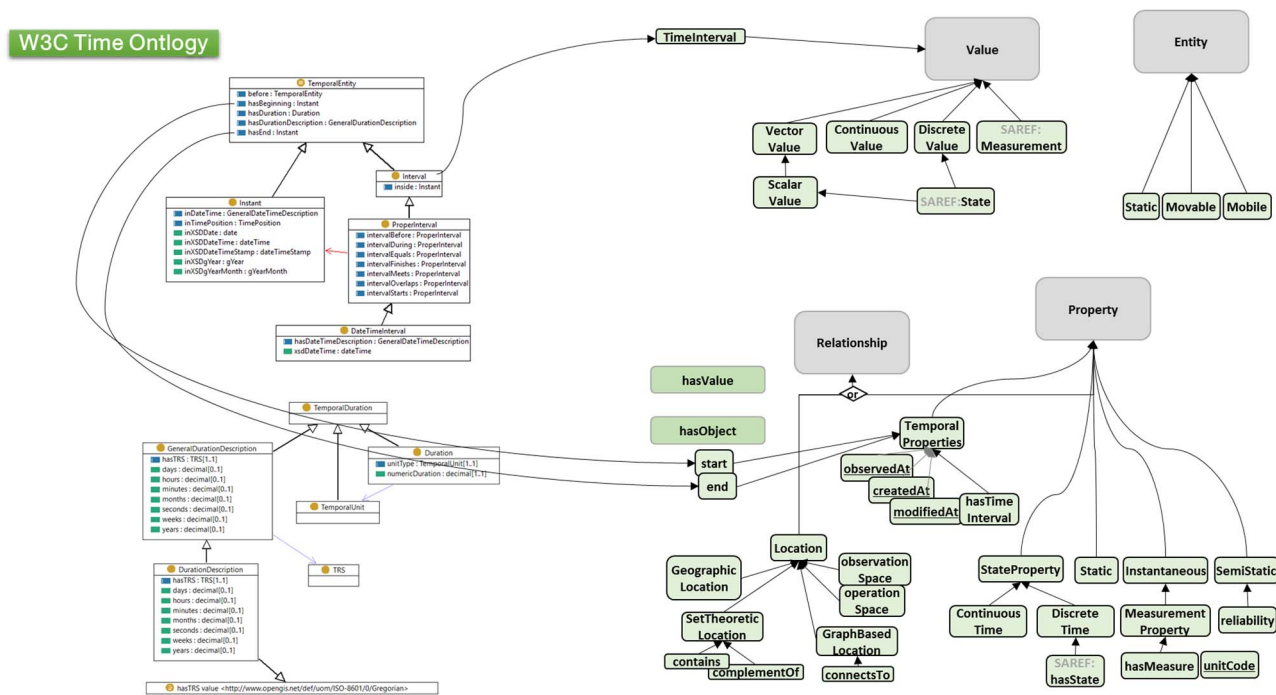 W3C Time Ontlogy
TemporalEntity
before : TemporalEntity
hasBeginning : Instant
hasDuration : Duration
hasDurationDescription : GeneralDurationDescription
hasEnd : Instant
Interval
inside : Instant
Instant
inDateTime : GeneralDateTimeDescription
inTimePosition : TimePosition
inXSDDate : date
inXSDDateTime : dateTime
inXSDDateTimeStamp : dateTimeStamp
inXSDgYear : gYear
inXSDgYearMonth : gYearMonth
ProperInterval
intervalBefore : ProperInterval
intervalDuring : ProperInterval
intervalEquals : ProperInterval
intervalFinishes : ProperInterval
intervalMeets : ProperInterval
intervalOverlaps : ProperInterval
intervalStarts : ProperInterval
DateTimeInterval
hasDateTimeDescription : GeneralDateTimeDescription
xsdDateTime : dateTime
TemporalDuration
GeneralDurationDescription
hasTRS : TRS[1..1]
days : decimal[0..1]
hours : decimal[0..1]
minutes : decimal[0..1]
months : decimal[0..1]
seconds : decimal[0..1]
weeks : decimal[0..1]
years : decimal[0..1]
Duration
unitType : TemporalUnit[1..1]
numericDuration : decimal[1..1]
TemporalUnit
TRS
DurationDescription
hasTRS : TRS[1..1]
days : decimal[0..1]
hours : decimal[0..1]
minutes : decimal[0..1]
months : decimal[0..1]
seconds : decimal[0..1]
weeks : decimal[0..1]
years : decimal[0..1]
hasTRS value <http://www.opengis.net/def/uom/ISO-8601/0/Gregorian>
TimeInterval
Value
Entity
Vector
Value
Continuous
Value
Discrete
Value
SAREF:
Measurement
Scalar
Value
SAREF:State
Static
Movable
Mobile
Relationship
Property
hasValue
hasObject
or
Temporal
Properties
start
end
observedAt
createdAt
modifiedAt
hasTime
Interval
Location
Geographic
Location
observation
Space
operation
Space
SetTheoretic
Location
contains
complementOf
GraphBased
Location
connectsTo
StateProperty
Static
Instantaneous
SemiStatic
Continuous
Time
Discrete
Time
Measurement
Property
reliability
SAREF:
hasState
hasMeasure
unitCode